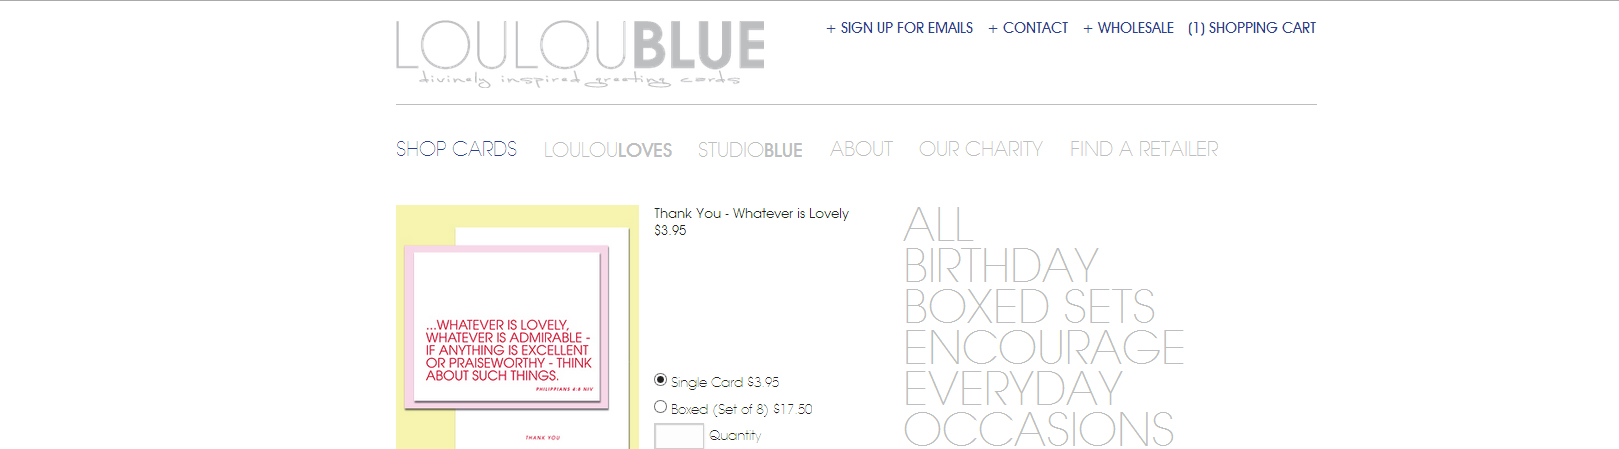 LOULOUBLUE
divinely inspired greeting cards
+ SIGN UP FOR EMAILS + CONTACT + WHOLESALE (1) SHOPPING CART
SHOP CARDS LOULOULOVES STUDIOBLUE ABOUT OUR CHARITY FIND A RETAILER
...WHATEVER IS LOVELY,
WHATEVER IS ADMIRABLE -
IF ANYTHING IS EXCELLENT
OR PRAISEWORTHY - THINK
ABOUT SUCH THINGS.
PHILIPPIANS 4:8 NIV
THANK YOU
Thank You - Whatever is Lovely
$3.95
Single Card $3.95
Boxed (Set of 8) $17.50
Quantity
ALL
BIRTHDAY
BOXED SETS
ENCOURAGE
EVERYDAY
OCCASIONS